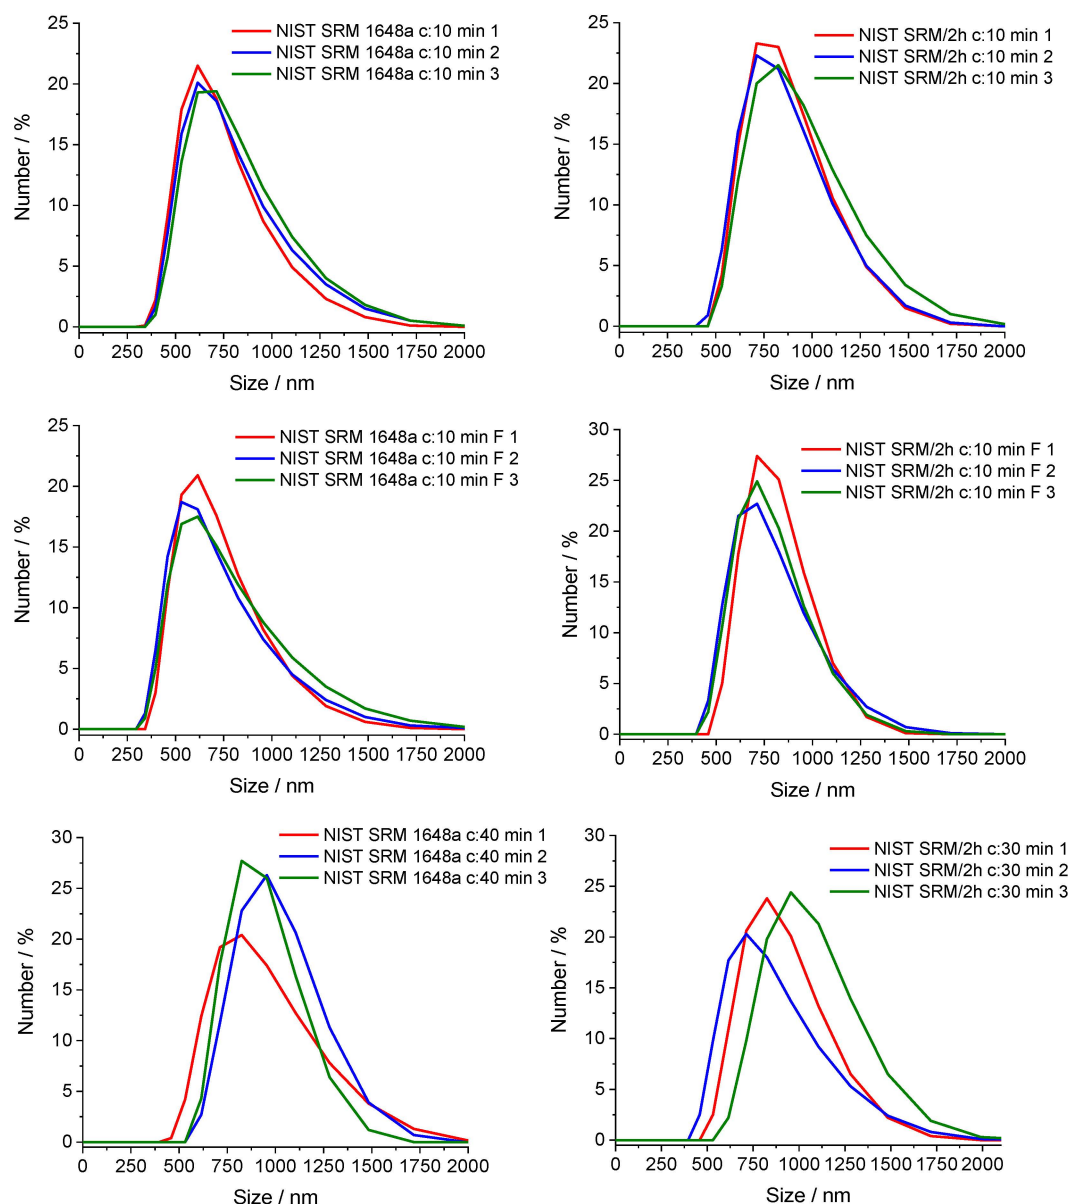 NIST SRM 1648a c:10 min 1
NIST SRM 1648a c:10 min 2
NIST SRM 1648a c:10 min 3
25
20
15
10
5
0
Number / %
0 250 500 750 1000 1250 1500 1750 2000
Size / nm
NIST SRM/2h c:10 min 1
NIST SRM/2h c:10 min 2
NIST SRM/2h c:10 min 3
25
20
15
10
5
0
Number / %
0 250 500 750 1000 1250 1500 1750 2000
Size / nm
NIST SRM 1648a c:10 min F 1
NIST SRM 1648a c:10 min F 2
NIST SRM 1648a c:10 min F 3
25
20
15
10
5
0
Number / %
0 250 500 750 1000 1250 1500 1750 2000
Size / nm
NIST SRM/2h c:10 min F 1
NIST SRM/2h c:10 min F 2
NIST SRM/2h c:10 min F 3
30
25
20
15
10
5
0
Number / %
0 250 500 750 1000 1250 1500 1750 2000
Size / nm
NIST SRM 1648a c:40 min 1
NIST SRM 1648a c:40 min 2
NIST SRM 1648a c:40 min 3
30
25
20
15
10
5
0
Number / %
0 250 500 750 1000 1250 1500 1750 2000
Size / nm
NIST SRM/2h c:30 min 1
NIST SRM/2h c:30 min 2
NIST SRM/2h c:30 min 3
30
25
20
15
10
5
0
Number / %
0 250 500 750 1000 1250 1500 1750 2000
Size / nm